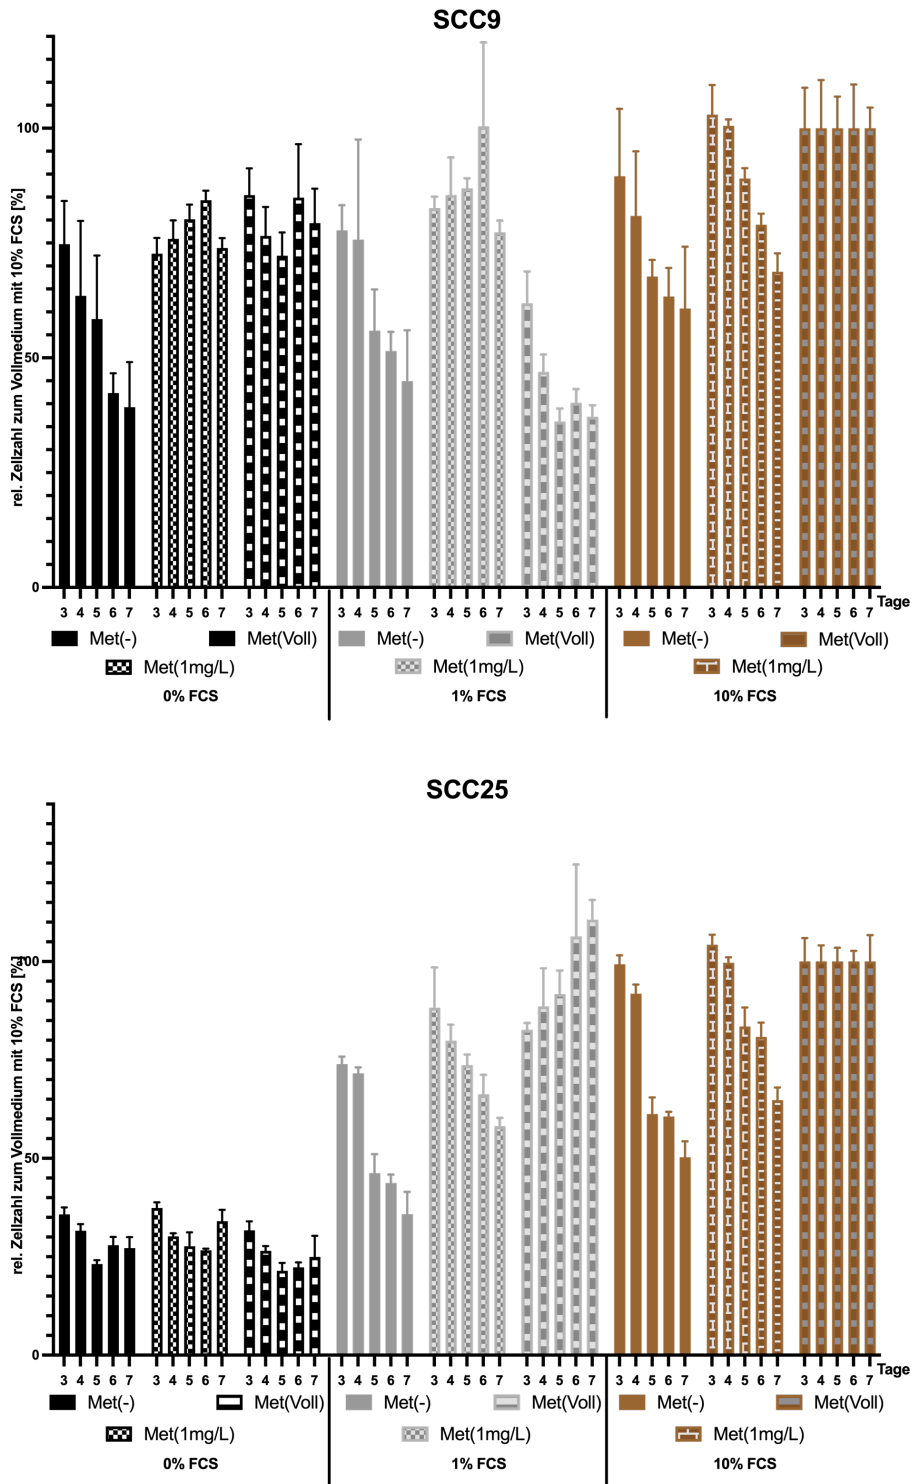 SCC9
rel. Zellzahl zum Vollmedium mit 10% FCS [%]
100
50
0
3 4 5 6 7 3 4 5 6 7 3 4 5 6 7 3 4 5 6 7 3 4 5 6 7 3 4 5 6 7 3 4 5 6 7 3 4 5 6 7 3 4 5 6 7 Tage
Met(-) Met(Voll) Met(-) Met(Voll) Met(-) Met(Voll)
Met(1mg/L) Met(1mg/L) Met(1mg/L)
0% FCS 1% FCS 10% FCS
SCC25
rel. Zellzahl zum Vollmedium mit 10% FCS [%]
100
50
0
3 4 5 6 7 3 4 5 6 7 3 4 5 6 7 3 4 5 6 7 3 4 5 6 7 3 4 5 6 7 3 4 5 6 7 3 4 5 6 7 3 4 5 6 7 Tage
Met(-) Met(Voll) Met(-) Met(Voll) Met(-) Met(Voll)
Met(1mg/L) Met(1mg/L) Met(1mg/L)
0% FCS 1% FCS 10% FCS